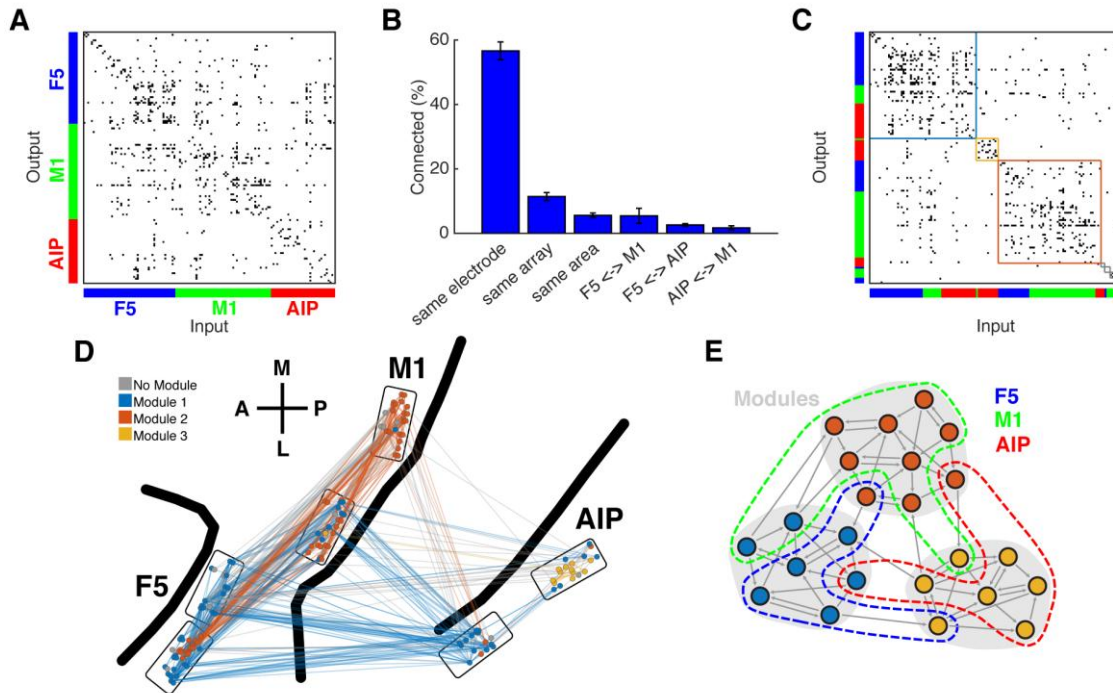 A
F5
M1
AIP
Output
F5
M1
AIP
Input
B
60
40
20
0
Connected (%)
same electrode
same array
same area
F5 <-> M1
F5 <-> AIP
AIP <-> M1
C
Output
Input
D
No Module
Module 1
Module 2
Module 3
M
A
P
L
M1
AIP
F5
E
Modules
F5
M1
AIP